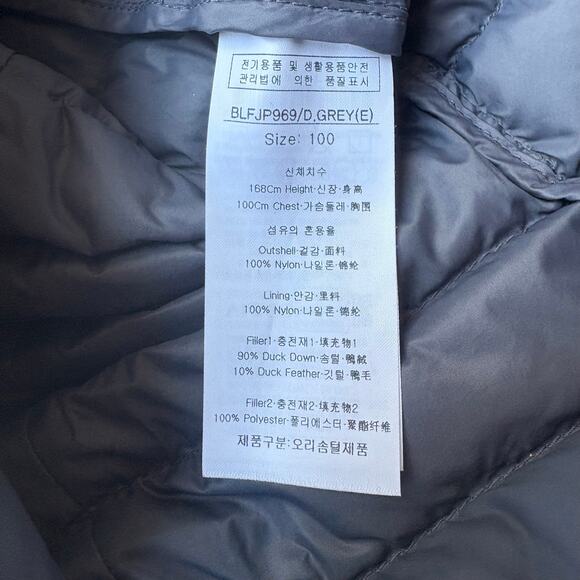 전기용품 및 생활용품안전
관리법에 의한 품질표시
BLFJP969/D.GREY(E)
Size: 100
신체치수
168Cm Height·신장·身高
100Cm Chest·가슴둘레·胸围
섬유의 혼용율
Outshell·겉감·面料
100% Nylon·나일론·锦纶
Lining·안감·里料
100% Nylon·나일론·锦纶
Filler1·충전재1·填充物1
90% Duck Down·솜털·鸭絨
10% Duck Feather·깃털·鸭毛
Filler2·충전재2·填充物2
100% Polyester·폴리에스터·聚酯纤维
제품구분:오리솜털제품